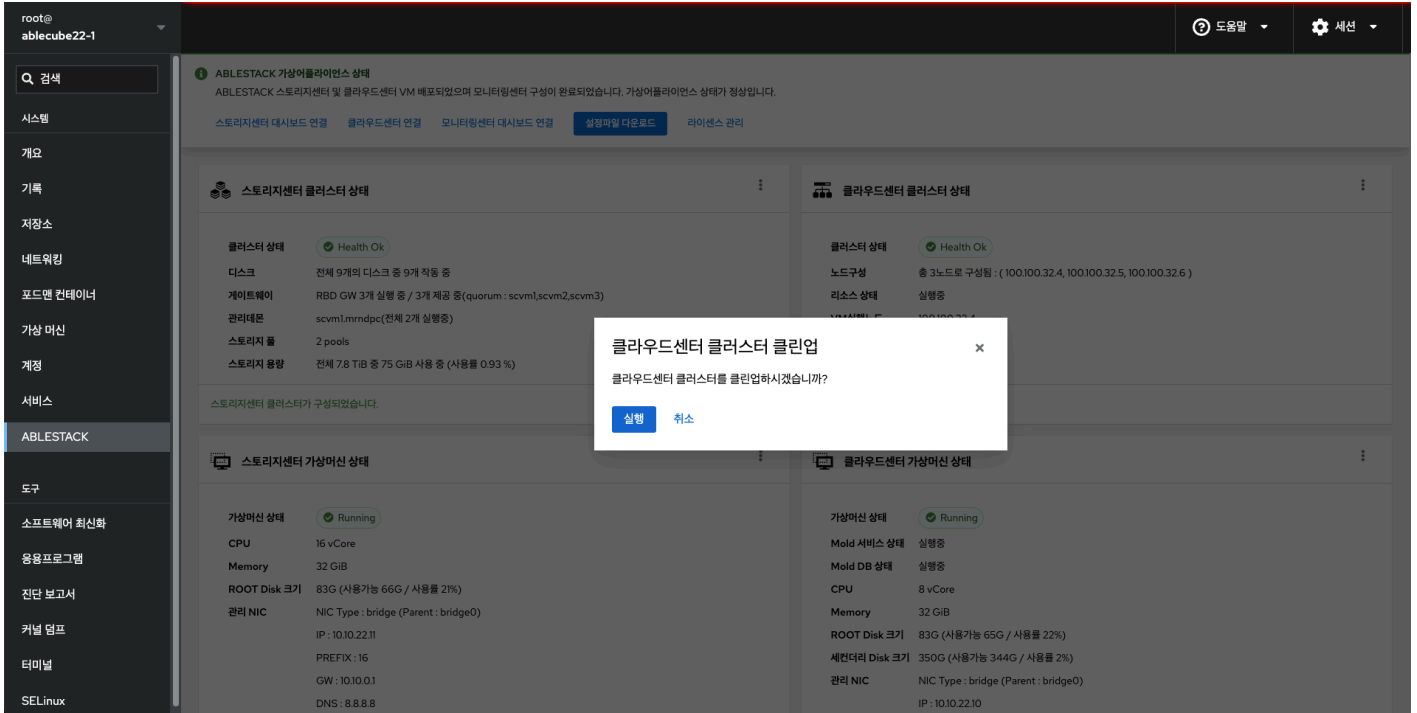 root@
ablecube22-1
도움말
세션
검색
시스템
개요
기록
저장소
네트워킹
포드맨 컨테이너
가상 머신
계정
서비스
ABLESTACK
도구
소프트웨어 최신화
응용프로그램
진단 보고서
커널 덤프
터미널
SELinux
ABLESTACK 가상어플라이언스 상태
ABLESTACK 스토리지센터 및 클라우드센터 VM 배포되었으며 모니터링센터 구성이 완료되었습니다. 가상어플라이언스 상태가 정상입니다.
스토리지센터 대시보드 연결 클라우드센터 연결 모니터링센터 대시보드 연결 설정파일 다운로드 라이센스 관리
스토리지센터 클러스터 상태
클러스터 상태 Health Ok
디스크 전체 9개의 디스크 중 9개 작동 중
게이트웨이 RBD GW 3개 실행 중 / 3개 제공 중(quorum : scvm1,scvm2,scvm3)
관리데몬 scvm1.mrndpc(전체 2개 실행중)
스토리지 풀 2 pools
스토리지 용량 전체 7.8 TiB 중 75 GiB 사용 중 (사용률 0.93 %)
스토리지센터 클러스터가 구성되었습니다.
클라우드센터 클러스터 상태
클러스터 상태 Health Ok
노드구성 총 3노드로 구성됨 : ( 100.100.32.4, 100.100.32.5, 100.100.32.6 )
리소스 상태 실행중
클라우드센터 클러스터 클린업
클라우드센터 클러스터를 클린업하시겠습니까?
실행 취소
스토리지센터 가상머신 상태
가상머신 상태 Running
CPU 16 vCore
Memory 32 GiB
ROOT Disk 크기 83G (사용가능 66G / 사용률 21%)
관리 NIC NIC Type : bridge (Parent : bridge0)
IP : 10.10.22.11
PREFIX : 16
GW : 10.10.0.1
DNS : 8.8.8.8
클라우드센터 가상머신 상태
가상머신 상태 Running
Mold 서비스 상태 실행중
Mold DB 상태 실행중
CPU 8 vCore
Memory 32 GiB
ROOT Disk 크기 83G (사용가능 65G / 사용률 22%)
세컨더리 Disk 크기 350G (사용가능 344G / 사용률 2%)
관리 NIC NIC Type : bridge (Parent : bridge0)
IP : 10.10.22.10